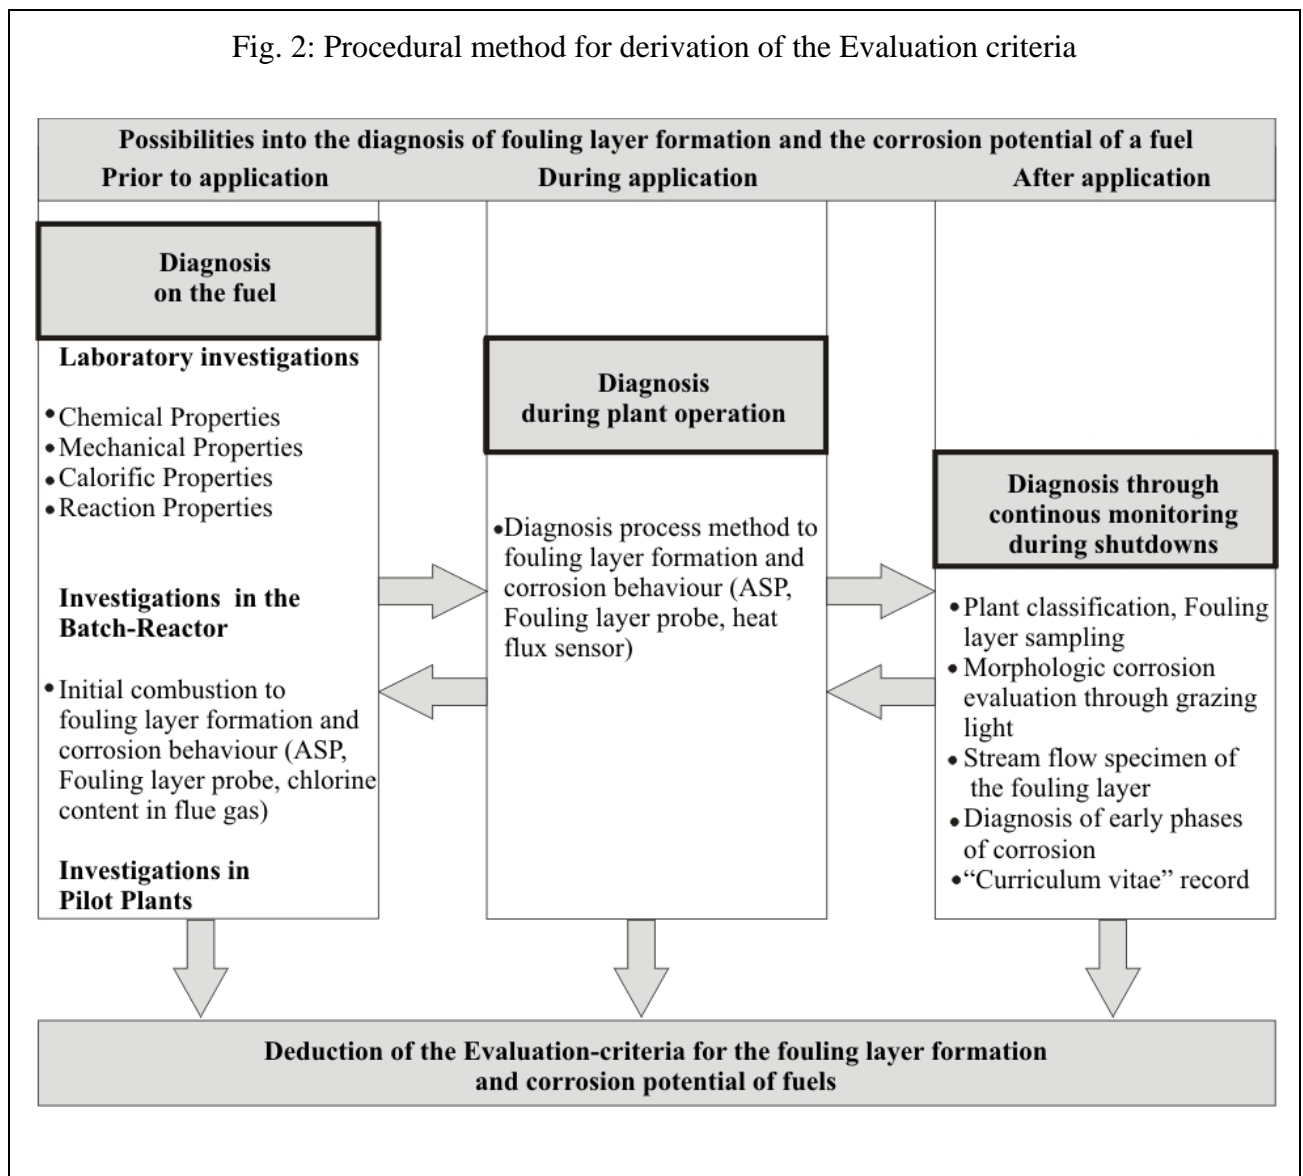 Fig. 2: Procedural method for derivation of the Evaluation criteria
Possibilities into the diagnosis of fouling layer formation and the corrosion potential of a fuel
Prior to application
During application
After application
Diagnosis
on the fuel
Laboratory investigations
• Chemical Properties
• Mechanical Properties
• Calorific Properties
• Reaction Properties
Investigations in the
Batch-Reactor
• Initial combustion to
fouling layer formation and
corrosion behaviour (ASP,
Fouling layer probe, chlorine
content in flue gas)
Investigations in
Pilot Plants
Diagnosis
during plant operation
• Diagnosis process method to
fouling layer formation and
corrosion behaviour (ASP,
Fouling layer probe, heat
flux sensor)
Diagnosis through
continous monitoring
during shutdowns
• Plant classification, Fouling
layer sampling
• Morphologic corrosion
evaluation through grazing
light
• Stream flow specimen of
the fouling layer
• Diagnosis of early phases
of corrosion
• “Curriculum vitae” record
Deduction of the Evaluation-criteria for the fouling layer formation
and corrosion potential of fuels